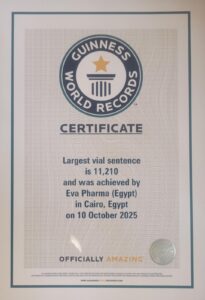 GUINNESS
WORLD RECORDS
CERTIFICATE
Largest vial sentence
is 11,210
and was achieved by
Eva Pharma (Egypt)
in Cairo, Egypt
on 10 October 2025
OFFICIALLY AMAZING